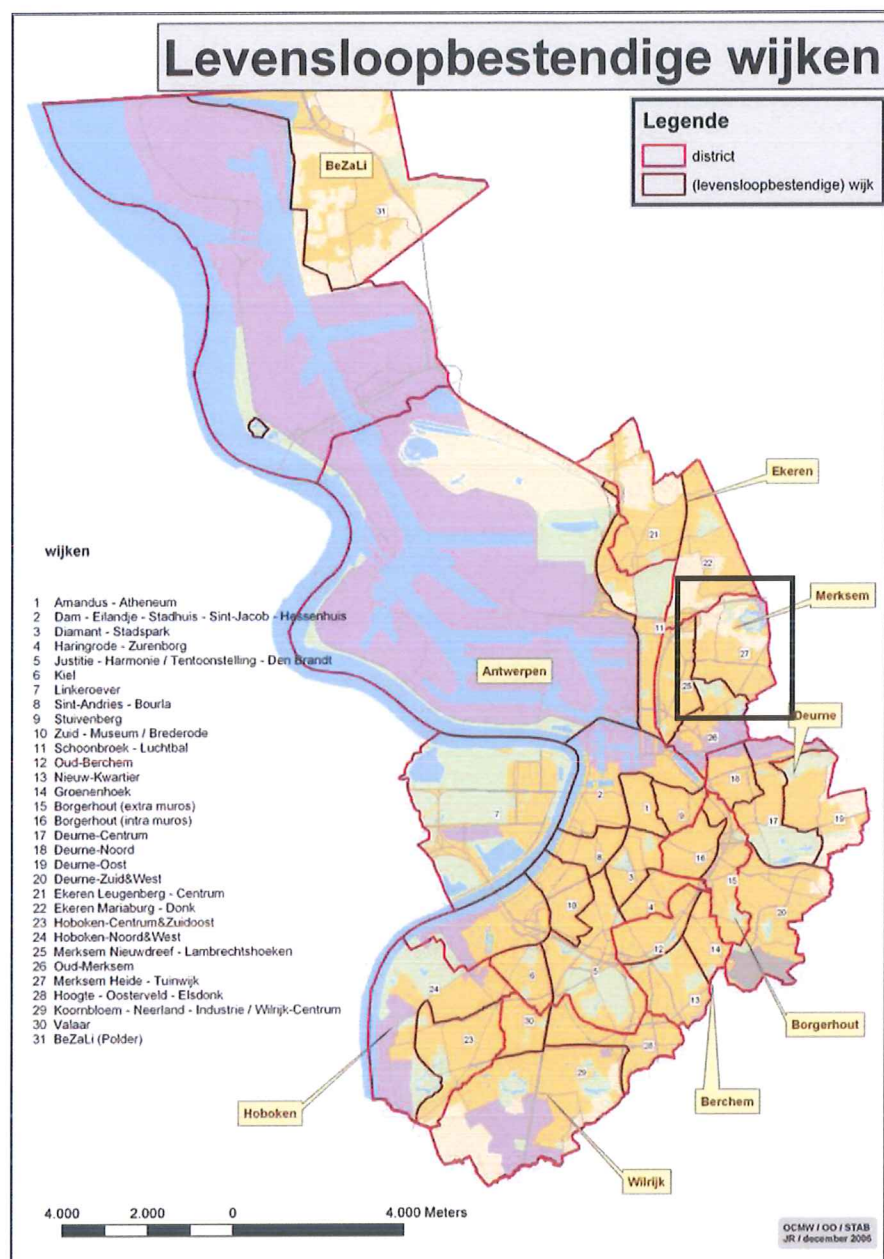 Levensloopbestendige wijken
Legende
district
(levensloopbestendige) wijk
BeZaLi
31
Ekeren
21
22
Merksem
11
27
Antwerpen
25
Deurne
26
wijken
1 Amandus - Atheneum
2 Dam - Eilandje - Stadhuis - Sint-Jacob - Hessenhuis
3 Diamant - Stadspark
4 Haringrode - Zurenborg
5 Justitie - Harmonie / Tentoonstelling - Den Brandt
6 Kiel
7 Linkeroever
8 Sint-Andries - Bourla
9 Stuivenberg
10 Zuid - Museum / Brederode
11 Schoonbroek - Luchtbal
12 Oud-Berchem
13 Nieuw-Kwartier
14 Groenenhoek
15 Borgerhout (extra muros)
16 Borgerhout (intra muros)
17 Deurne-Centrum
18 Deurne-Noord
19 Deurne-Oost
20 Deurne-Zuid&West
21 Ekeren Leugenberg - Centrum
22 Ekeren Mariaburg - Donk
23 Hoboken-Centrum&Zuidoost
24 Hoboken-Noord&West
25 Merksem Nieuwdreef - Lambrechtshoeken
26 Oud-Merksem
27 Merksem Heide - Tuinwijk
28 Hoogte - Oosterveld - Elsdonk
29 Koornbloem - Neerland - Industrie / Wilrijk-Centrum
30 Valaar
31 BeZaLi (Polder)
18
2
1
9
7
17
19
16
8
3
15
10
4
20
12
14
6
5
24
13
30
23
28
29
Borgerhout
Berchem
Hoboken
Wilrijk
4.000 2.000 0 4.000 Meters
OCMW / OO / STAB
JR / december 2006